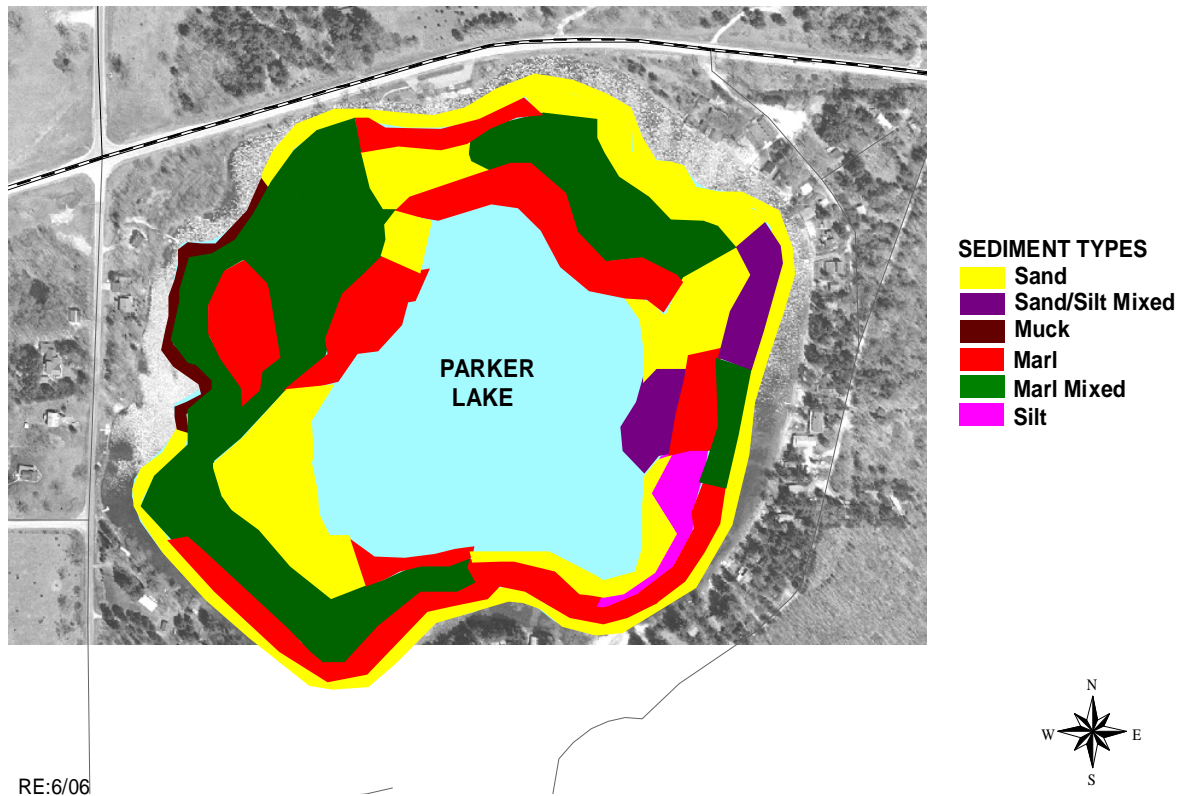 PARKER
LAKE
SEDIMENT TYPES
Sand
Sand/Silt Mixed
Muck
Marl
Marl Mixed
Silt
N
W E
S
RE:6/06